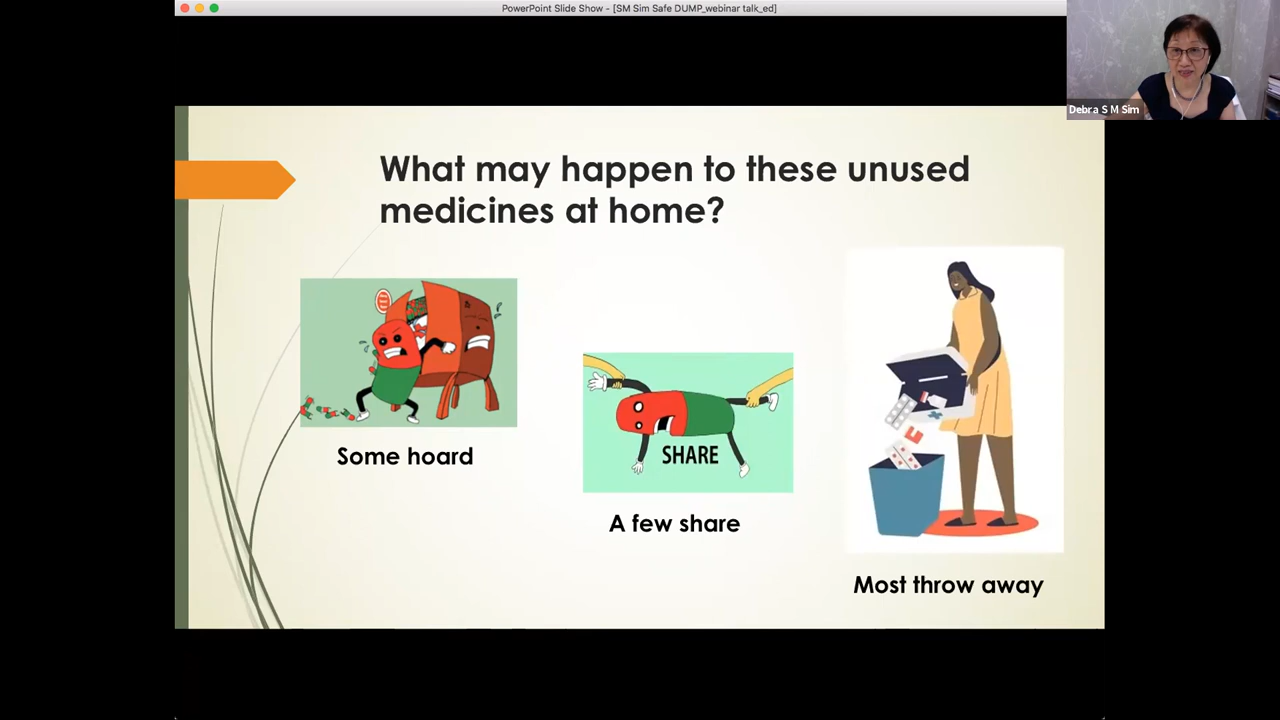 PowerPoint Slide Show - [SM Sim Safe DUMP_webinar talk_ed]
Debra S M Sim
What may happen to these unused
medicines at home?
SHARE
Some hoard
A few share
Most throw away